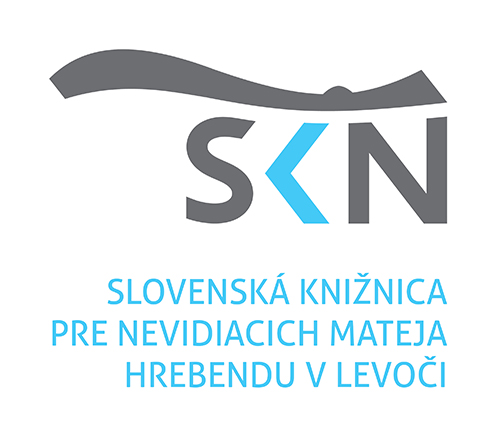 SKN
SLOVENSKÁ KNIŽNICA
PRE NEVIDIACICH MATEJA
HREBENDU V LEVOČI